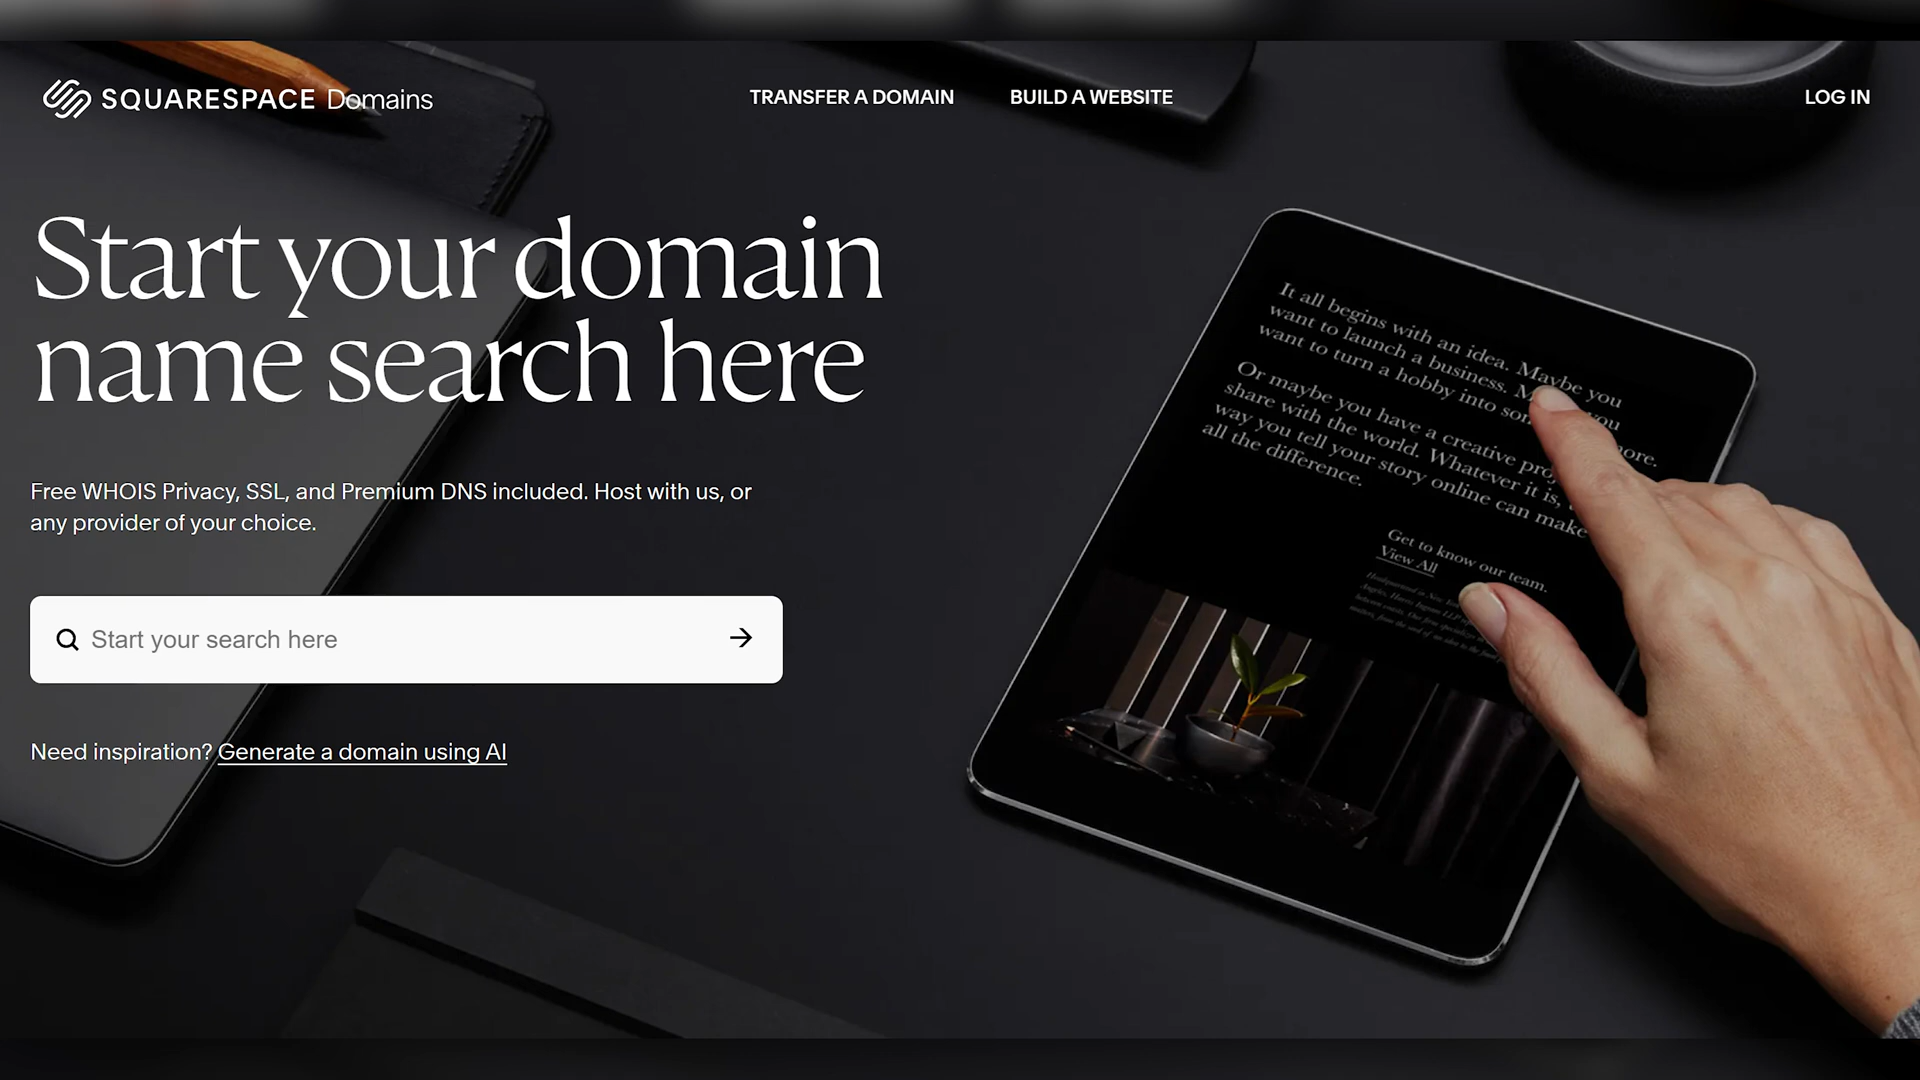 SQUARESPACE Domains
TRANSFER A DOMAIN
BUILD A WEBSITE
LOG IN
Start your domain
name search here
Free WHOIS Privacy, SSL, and Premium DNS included. Host with us, or
any provider of your choice.
Start your search here
Need inspiration? Generate a domain using AI
It all begins with an idea. Maybe you
want to launch a business. you
want to turn a hobby into more.
Or maybe you have a creative
share with the world. Whatever it is,
way you tell your story online can make
all the difference.
Get to know our team.
View All